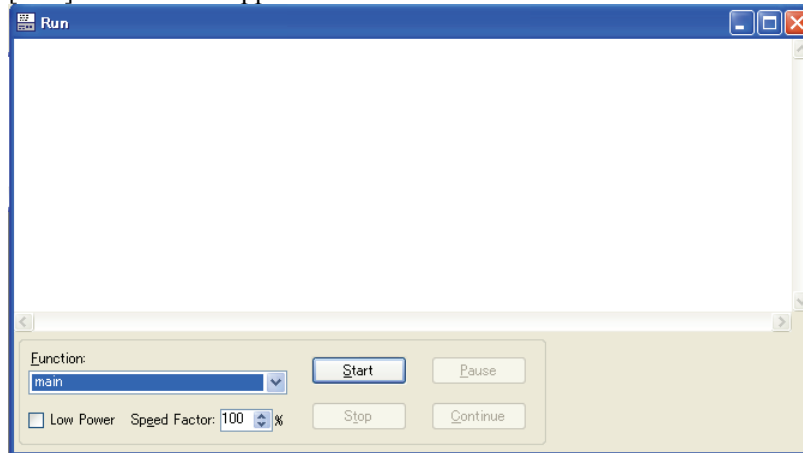 Run
Function:
main
Start
Pause
Low Power Speed Factor: 100 %
Stop
Continue